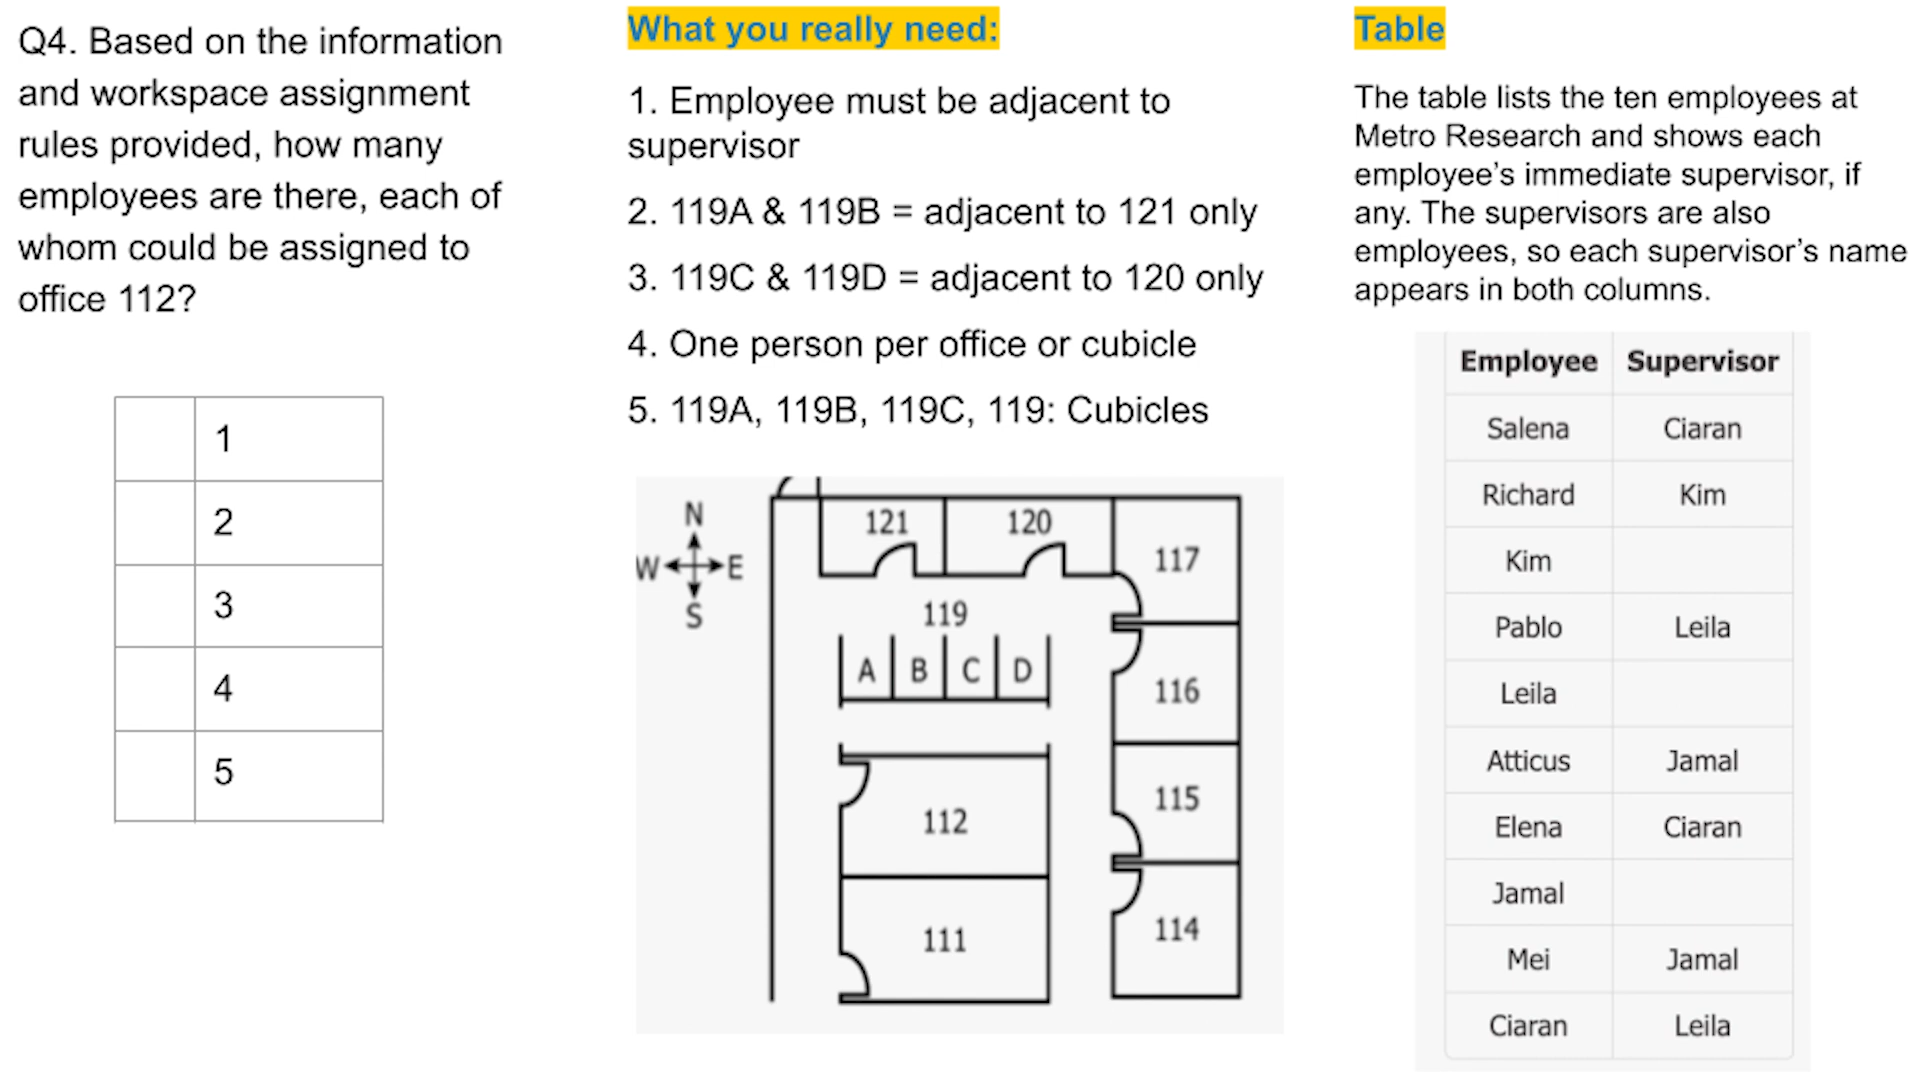 Q4. Based on the information
and workspace assignment
rules provided, how many
employees are there, each of
whom could be assigned to
office 112?
1
2
3
4
5
What you really need:
1. Employee must be adjacent to
supervisor
2. 119A & 119B = adjacent to 121 only
3. 119C & 119D = adjacent to 120 only
4. One person per office or cubicle
5. 119A, 119B, 119C, 119: Cubicles
N
W E
S
121 120
117
119
A B C D
116
115
112
114
111
Table
The table lists the ten employees at
Metro Research and shows each
employee’s immediate supervisor, if
any. The supervisors are also
employees, so each supervisor’s name
appears in both columns.
Employee Supervisor
Salena Ciaran
Richard Kim
Kim
Pablo Leila
Leila
Atticus Jamal
Elena Ciaran
Jamal
Mei Jamal
Ciaran Leila